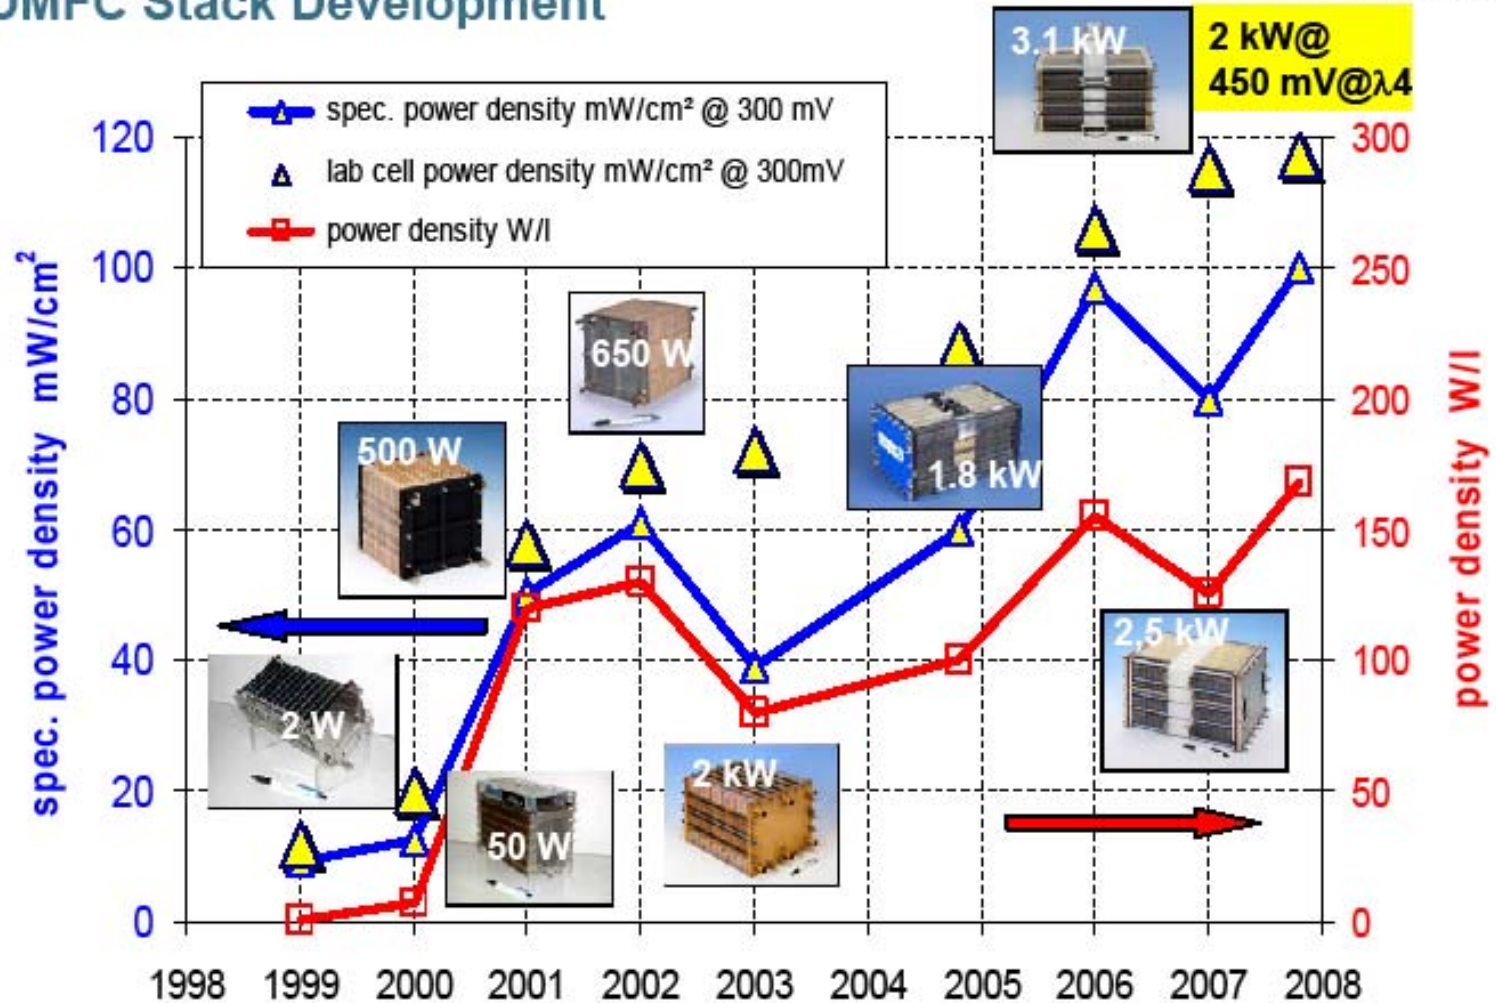 DMFC Stack Development
3.1 kW
2 kW@
450 mV@λ4
spec. power density mW/cm² @ 300 mV
lab cell power density mW/cm² @ 300mV
power density W/l
120
100
80
60
40
20
0
spec. power density mW/cm²
300
250
200
150
100
50
0
power density W/l
650 W
500 W
1.8 kW
2 W
50 W
2 kW
2,5 kW
1998 1999 2000 2001 2002 2003 2004 2005 2006 2007 2008